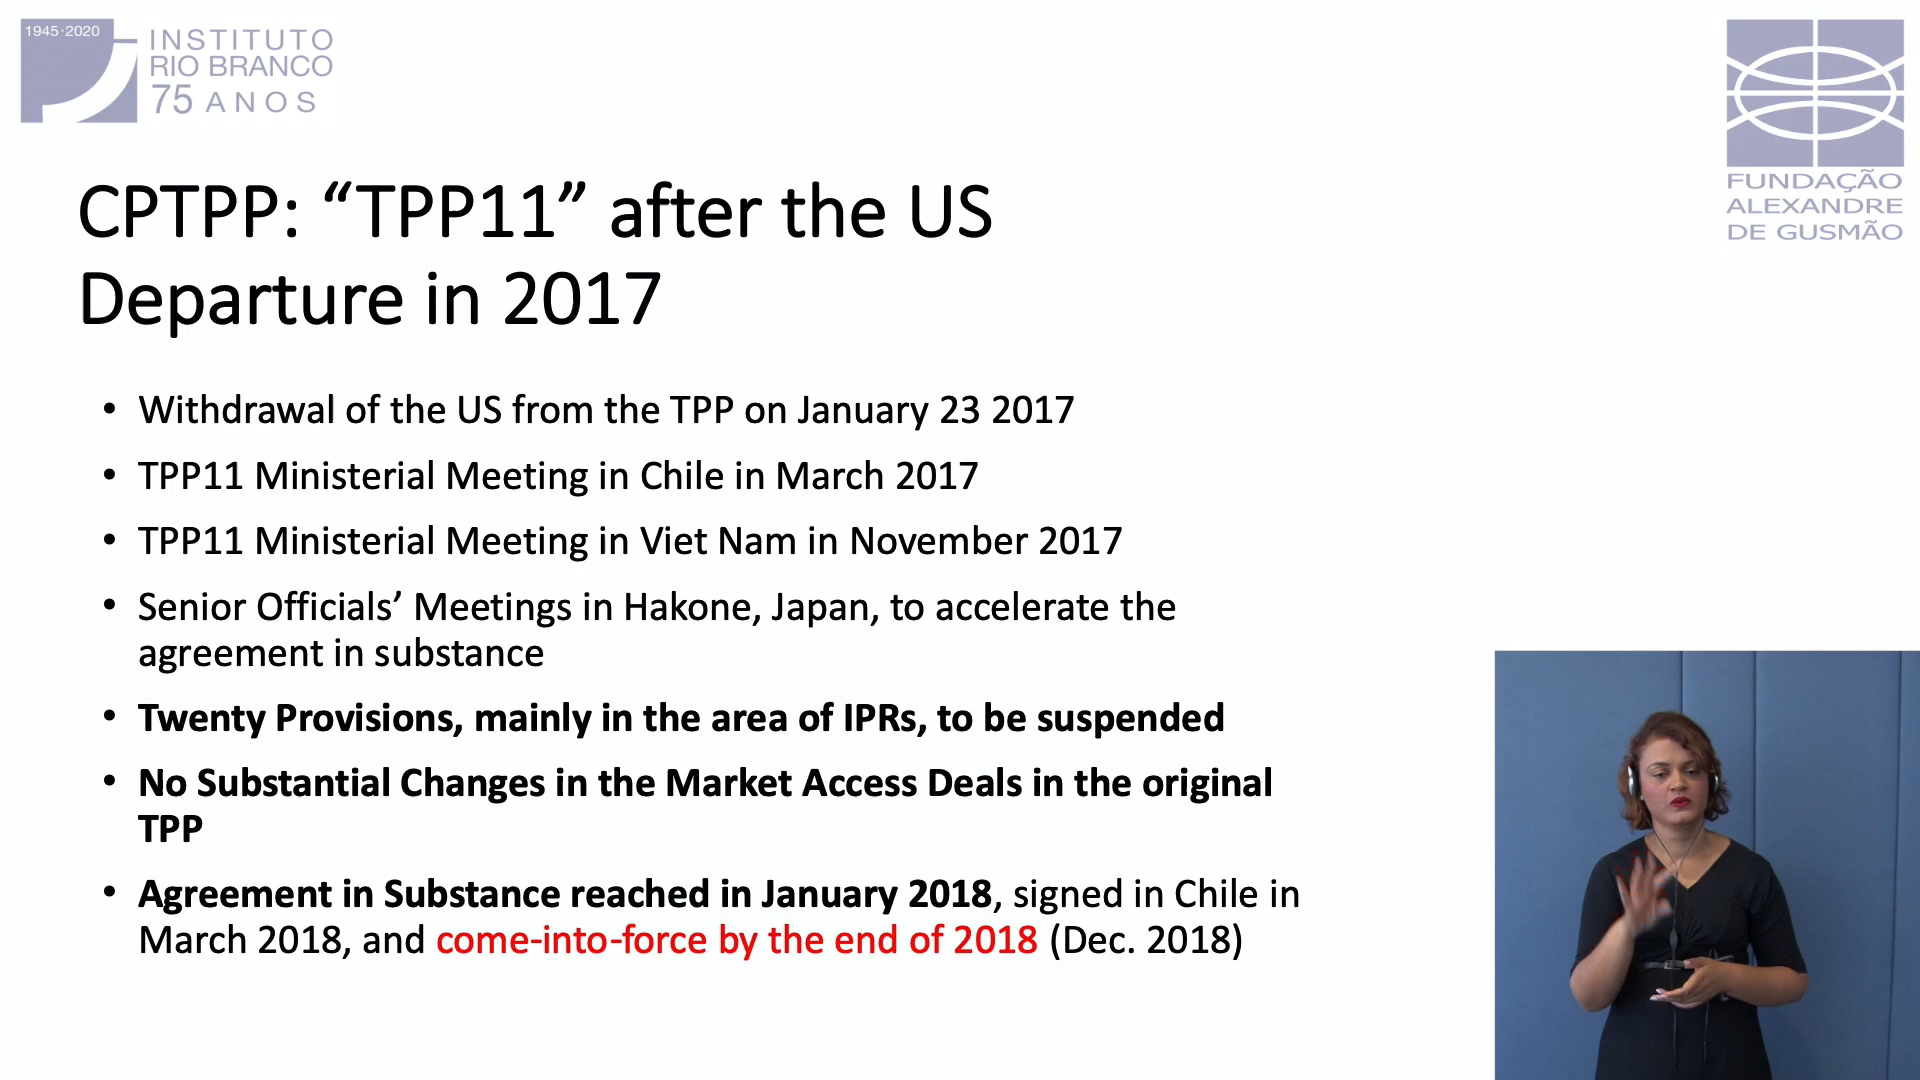 1945·2020
INSTITUTO
RIO BRANCO
75 ANOS
FUNDAÇÃO
ALEXANDRE
DE GUSMÃO
CPTPP: “TPP11” after the US
Departure in 2017
• Withdrawal of the US from the TPP on January 23 2017
• TPP11 Ministerial Meeting in Chile in March 2017
• TPP11 Ministerial Meeting in Viet Nam in November 2017
• Senior Officials’ Meetings in Hakone, Japan, to accelerate the
agreement in substance
• Twenty Provisions, mainly in the area of IPRs, to be suspended
• No Substantial Changes in the Market Access Deals in the original
TPP
• Agreement in Substance reached in January 2018, signed in Chile in
March 2018, and come-into-force by the end of 2018 (Dec. 2018)